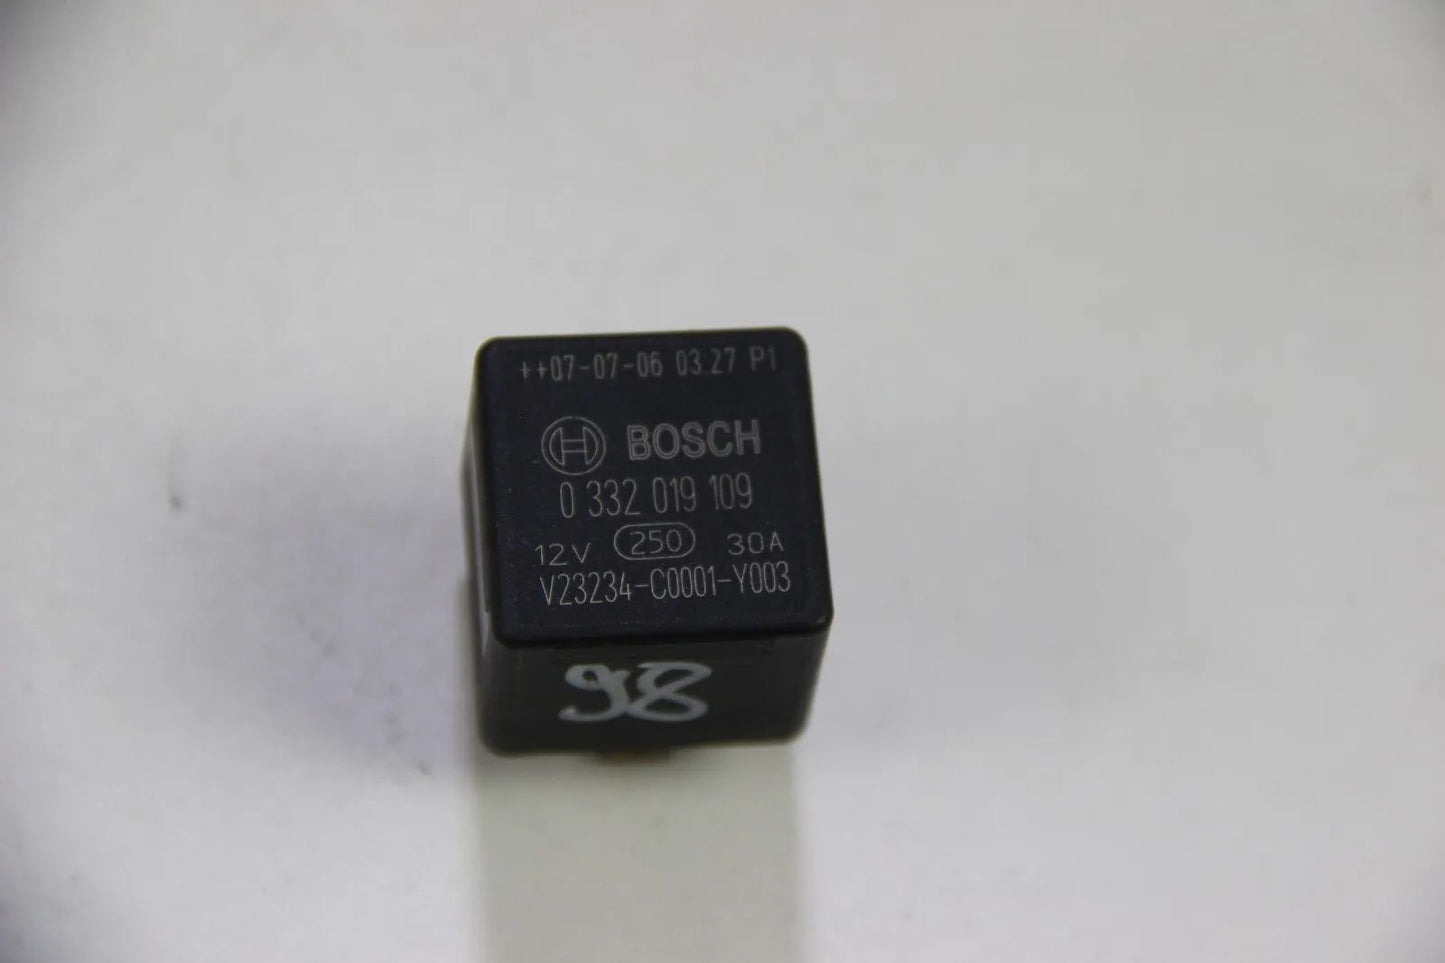 ++07-07-06 03:27 P1
BOSCH
0 332 019 109
12V 250 30A
V23234-C0001-Y003
98